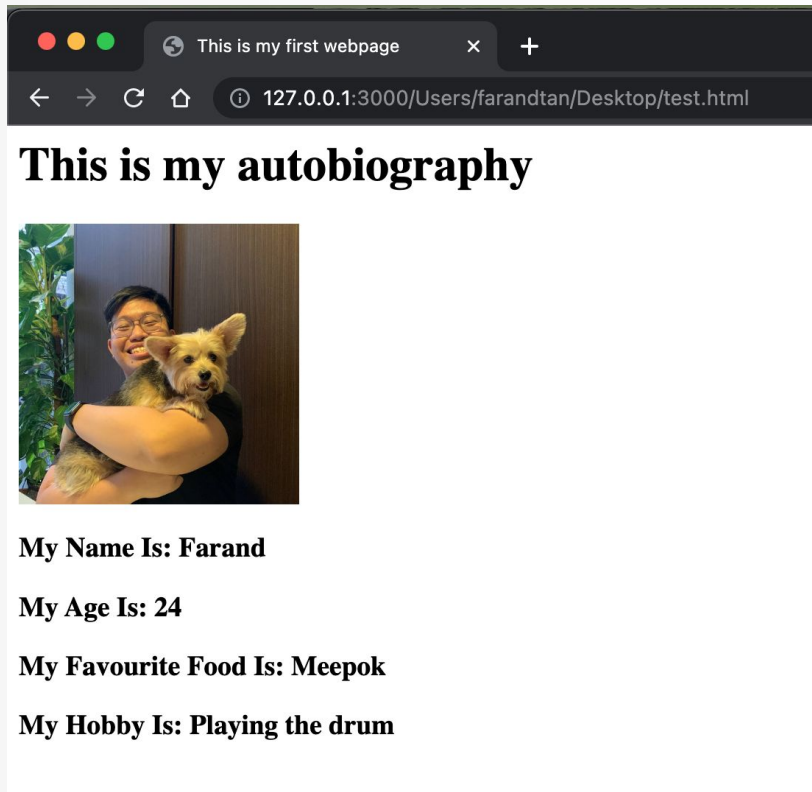 This is my first webpage
127.0.0.1:3000/Users/farandtan/Desktop/test.html
This is my autobiography
My Name Is: Farand
My Age Is: 24
My Favourite Food Is: Meepok
My Hobby Is: Playing the drum